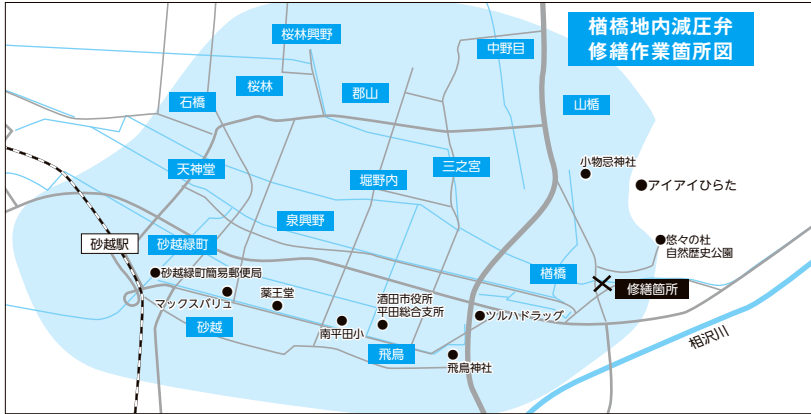 楢橋地内減圧弁
修繕作業箇所図
桜林興野
中野目
桜林
郡山
石橋
山楯
小物忌神社
天神堂
三之宮
堀野内
アイアイひらた
泉興野
砂越駅
砂越緑町
悠々の杜
自然歴史公園
砂越緑町簡易郵便局
楢橋
修繕箇所
マックスバリュ
薬王堂
酒田市役所
平田総合支所
ツルハドラッグ
砂越
南平田小
飛鳥
飛鳥神社
相沢川